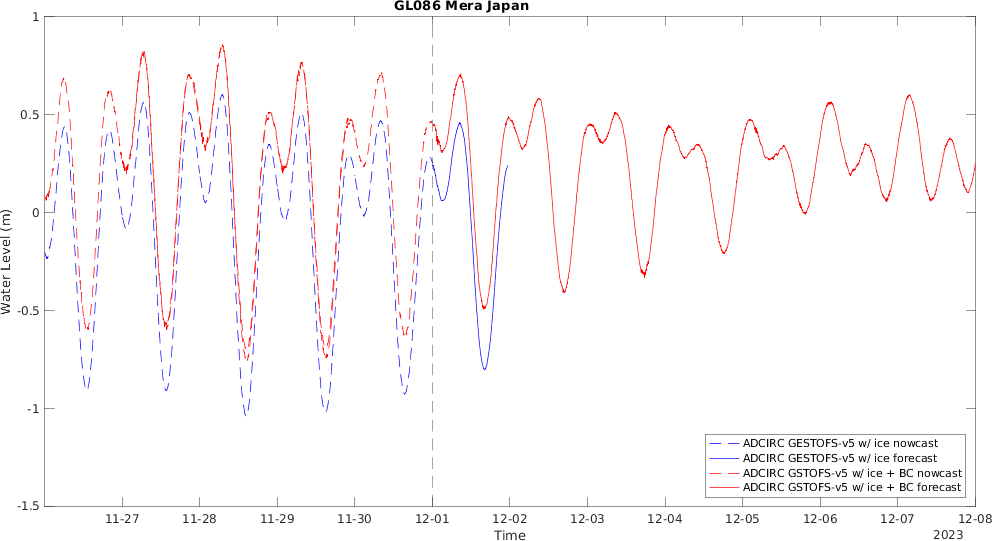 GL086 Mera Japan
1
0.5
0
-0.5
-1
-1.5
Water Level (m)
11-27 11-28 11-29 11-30 12-01 12-02 12-03 12-04 12-05 12-06 12-07 12-08
Time
2023
ADCIRC GESTOFS-v5 w/ ice nowcast
ADCIRC GESTOFS-v5 w/ ice forecast
ADCIRC GSTOFS-v5 w/ ice + BC nowcast
ADCIRC GSTOFS-v5 w/ ice + BC forecast